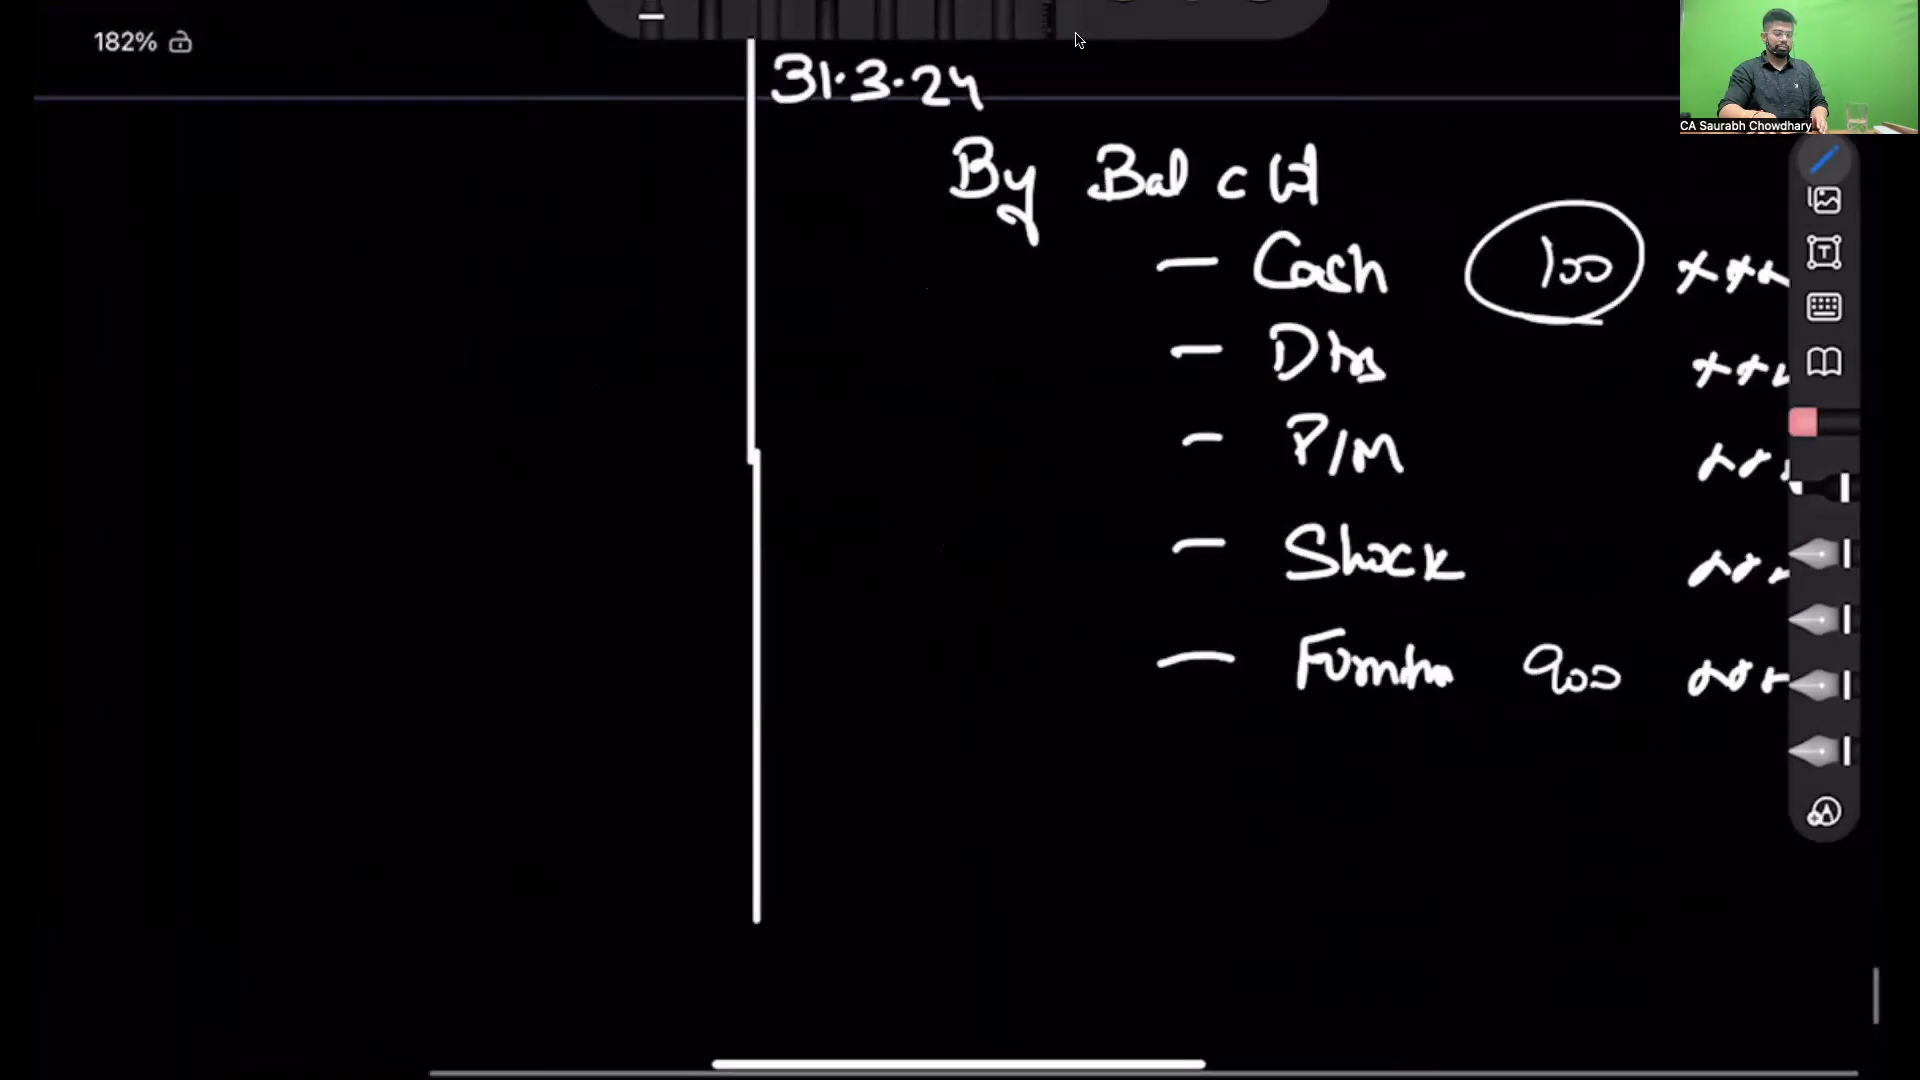 182%
CA Saurabh Chowdhary
31.3.24
By Bal c/d
- Cash 100 xxx
- Drs xxx
- P/M xxx
- Stock xxx
- Furnitu 900 xxx